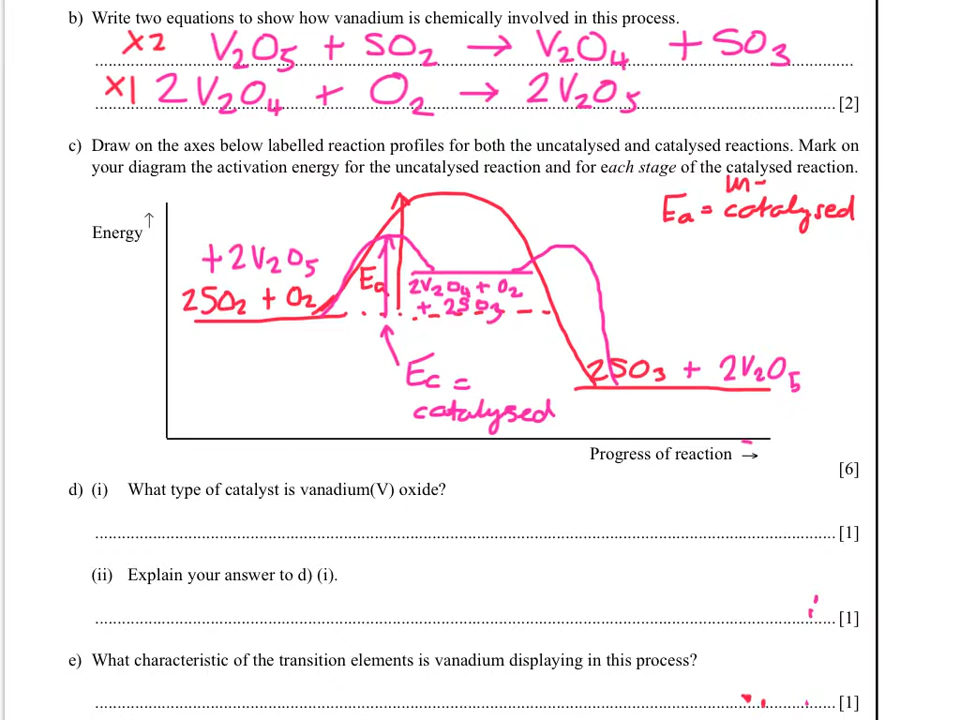 b) Write two equations to show how vanadium is chemically involved in this process.
×2 V₂O₅ + SO₂ → V₂O₄ + SO₃
×1 2V₂O₄ + O₂ → 2V₂O₅
[2]
c) Draw on the axes below labelled reaction profiles for both the uncatalysed and catalysed reactions. Mark on
your diagram the activation energy for the uncatalysed reaction and for each stage of the catalysed reaction.
un-
Ea = catalysed
Energy ↑
+2V₂O₅
2SO₂ + O₂
Ea
2V₂O₄ + O₂
+ 2SO₃
2SO₃ + 2V₂O₅
Ec =
catalysed
Progress of reaction →
[6]
d) (i) What type of catalyst is vanadium(V) oxide?
[1]
(ii) Explain your answer to d) (i).
[1]
e) What characteristic of the transition elements is vanadium displaying in this process?
[1]